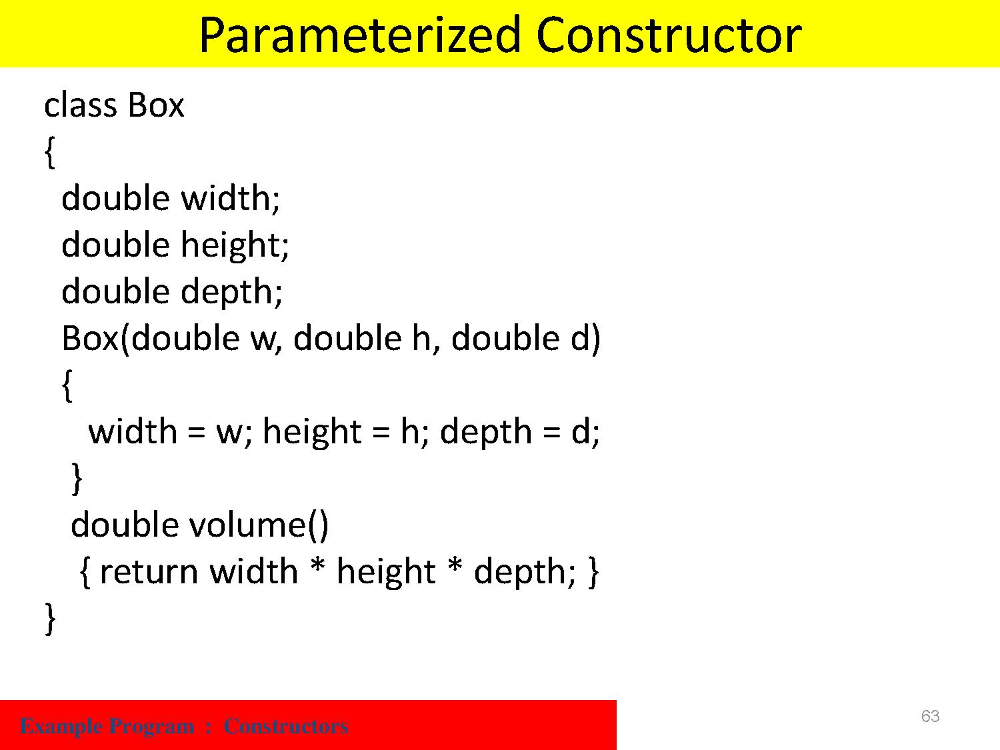 Parameterized Constructor
class Box
{
double width;
double height;
double depth;
Box(double w, double h, double d)
{
width = w; height = h; depth = d;
}
double volume()
{ return width * height * depth; }
}
Example Program : Constructors
63